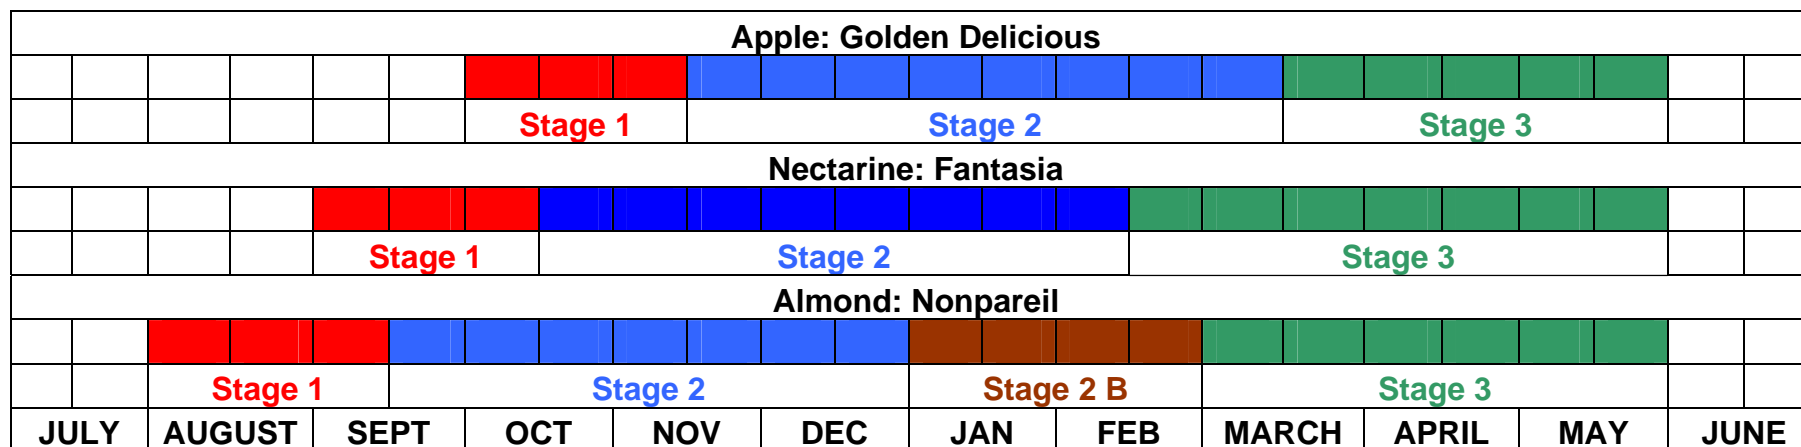 Apple: Golden Delicious
Stage 1 Stage 2 Stage 3
Nectarine: Fantasia
Stage 1 Stage 2 Stage 3
Almond: Nonpareil
Stage 1 Stage 2 Stage 2 B Stage 3
JULY AUGUST SEPT OCT NOV DEC JAN FEB MARCH APRIL MAY JUNE